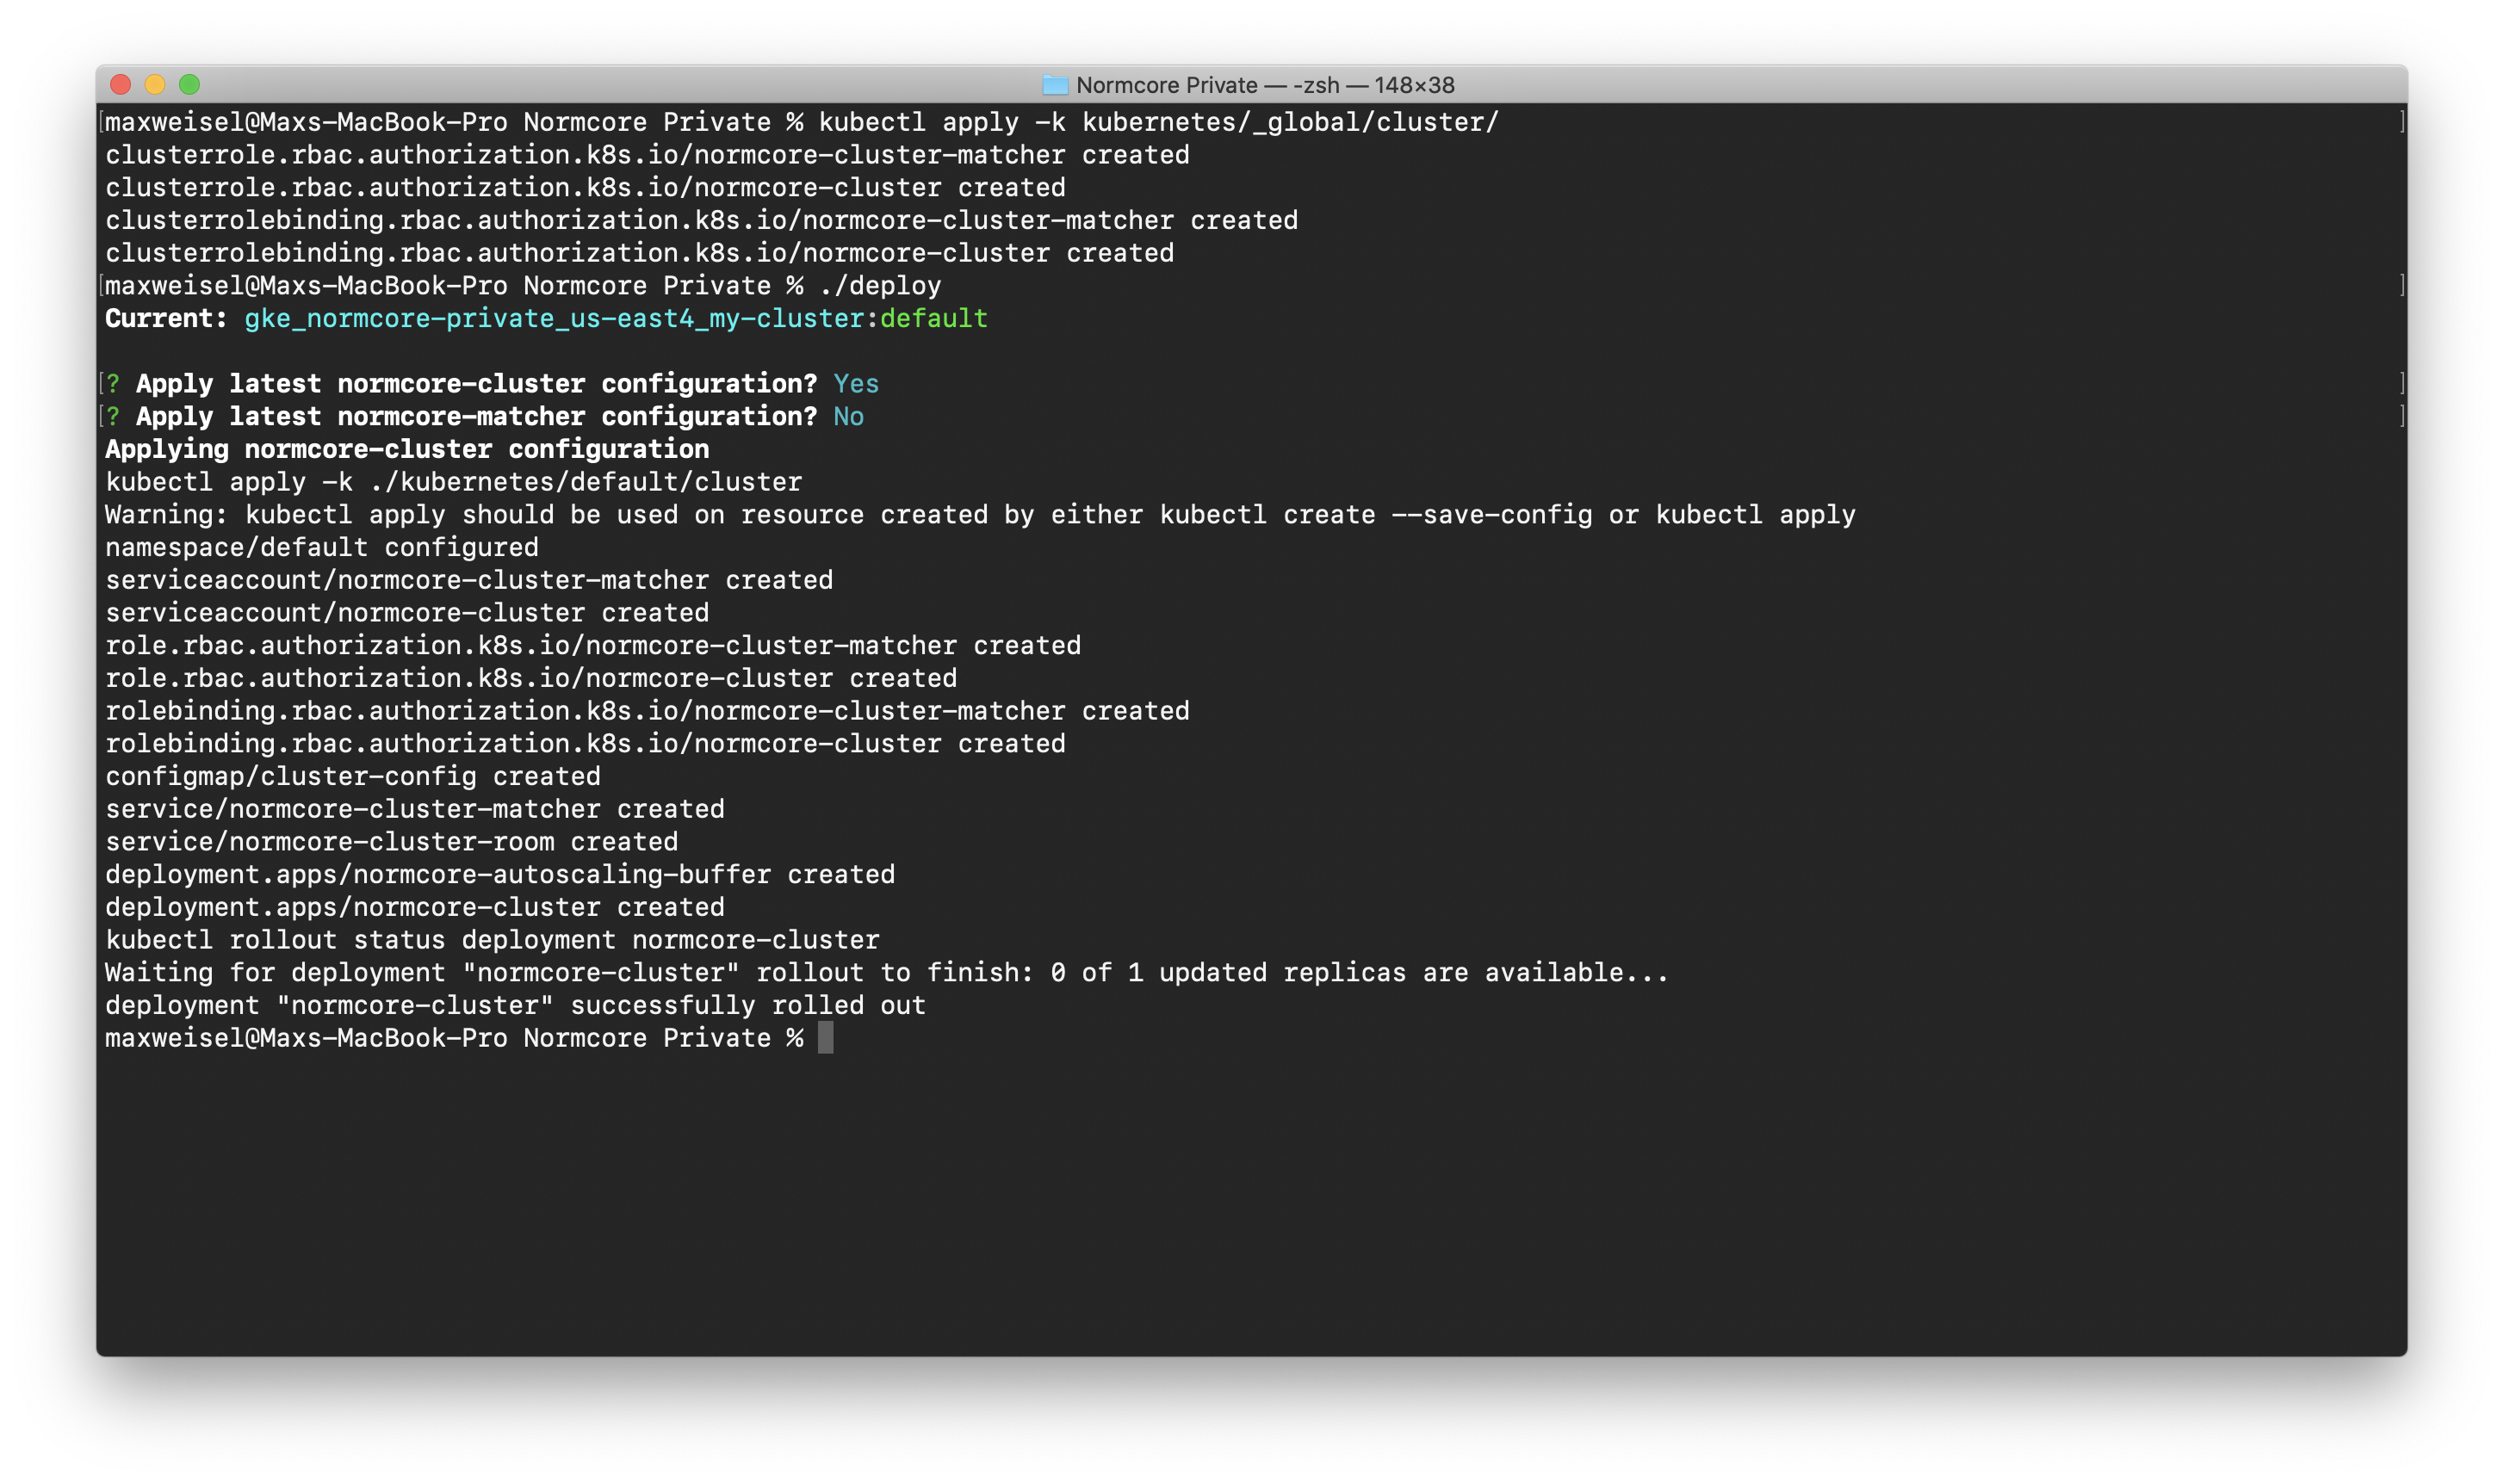 Normcore Private — -zsh — 148×38
[maxweisel@Maxs-MacBook-Pro Normcore Private % kubectl apply -k kubernetes/_global/cluster/ ]
clusterrole.rbac.authorization.k8s.io/normcore-cluster-matcher created
clusterrole.rbac.authorization.k8s.io/normcore-cluster created
clusterrolebinding.rbac.authorization.k8s.io/normcore-cluster-matcher created
clusterrolebinding.rbac.authorization.k8s.io/normcore-cluster created
[maxweisel@Maxs-MacBook-Pro Normcore Private % ./deploy ]
Current: gke_normcore-private_us-east4_my-cluster:default
[? Apply latest normcore-cluster configuration? Yes ]
[? Apply latest normcore-matcher configuration? No ]
Applying normcore-cluster configuration
kubectl apply -k ./kubernetes/default/cluster
Warning: kubectl apply should be used on resource created by either kubectl create --save-config or kubectl apply
namespace/default configured
serviceaccount/normcore-cluster-matcher created
serviceaccount/normcore-cluster created
role.rbac.authorization.k8s.io/normcore-cluster-matcher created
role.rbac.authorization.k8s.io/normcore-cluster created
rolebinding.rbac.authorization.k8s.io/normcore-cluster-matcher created
rolebinding.rbac.authorization.k8s.io/normcore-cluster created
configmap/cluster-config created
service/normcore-cluster-matcher created
service/normcore-cluster-room created
deployment.apps/normcore-autoscaling-buffer created
deployment.apps/normcore-cluster created
kubectl rollout status deployment normcore-cluster
Waiting for deployment "normcore-cluster" rollout to finish: 0 of 1 updated replicas are available...
deployment "normcore-cluster" successfully rolled out
maxweisel@Maxs-MacBook-Pro Normcore Private %